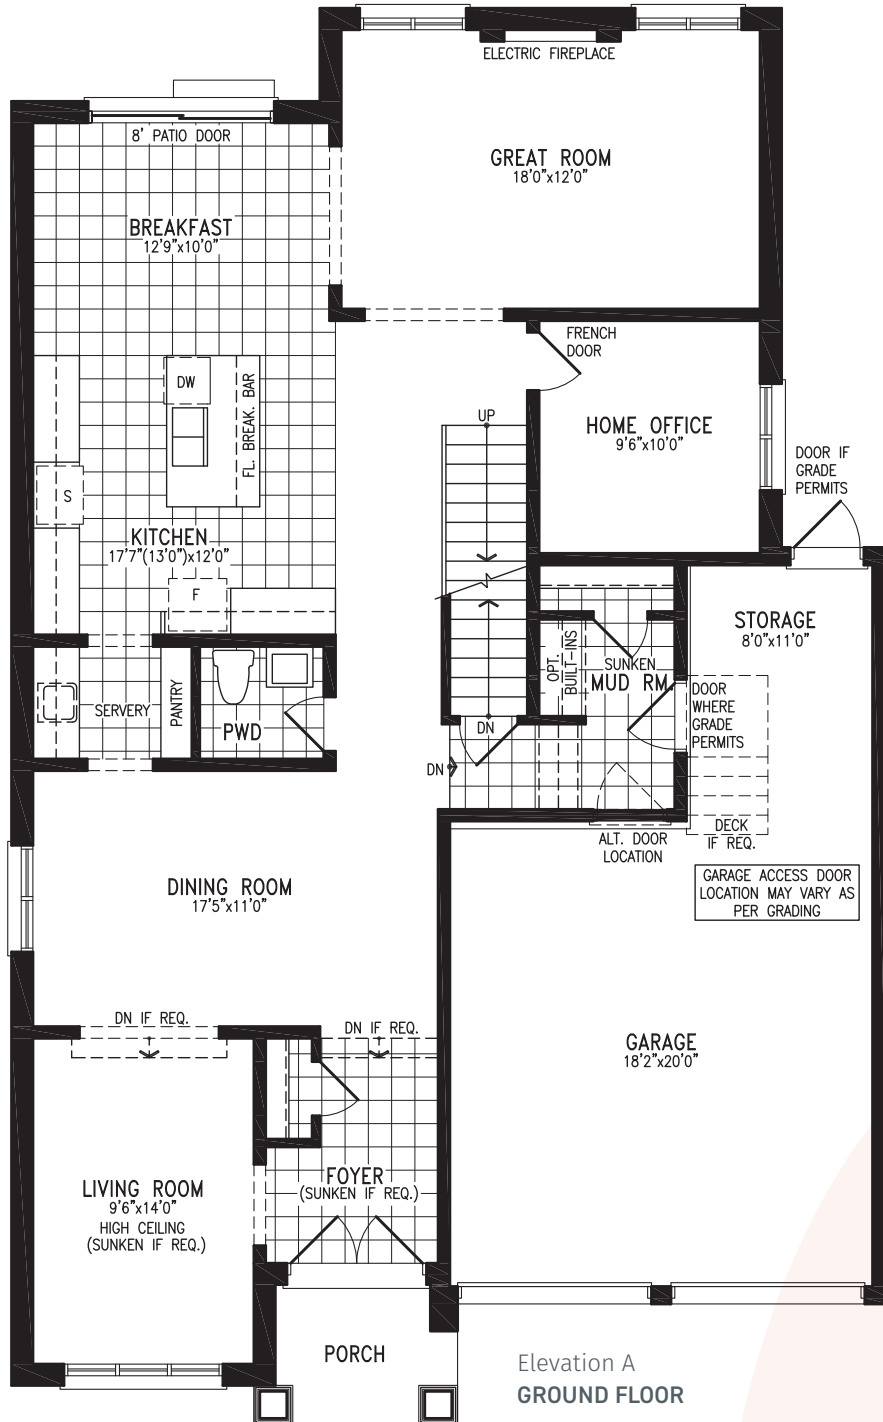 ELECTRIC FIREPLACE
8' PATIO DOOR
GREAT ROOM
18'0"x12'0"
BREAKFAST
12'9"x10'0"
FRENCH
DOOR
DW
FL. BREAK. BAR
UP
HOME OFFICE
9'6"x10'0"
DOOR IF
GRADE
PERMITS
S
KITCHEN
17'7"(13'0")x12'0"
F
STORAGE
8'0"x11'0"
OPT.
BUILT-INS
SUNKEN
MUD RM.
DOOR
WHERE
GRADE
PERMITS
SERVERY
PANTRY
PWD
DN
DN
DECK
IF REQ.
ALT. DOOR
LOCATION
GARAGE ACCESS DOOR
LOCATION MAY VARY AS
PER GRADING
DINING ROOM
17'5"x11'0"
DN IF REQ.
DN IF REQ.
GARAGE
18'2"x20'0"
FOYER
(SUNKEN IF REQ.)
LIVING ROOM
9'6"x14'0"
HIGH CEILING
(SUNKEN IF REQ.)
PORCH
Elevation A
GROUND FLOOR